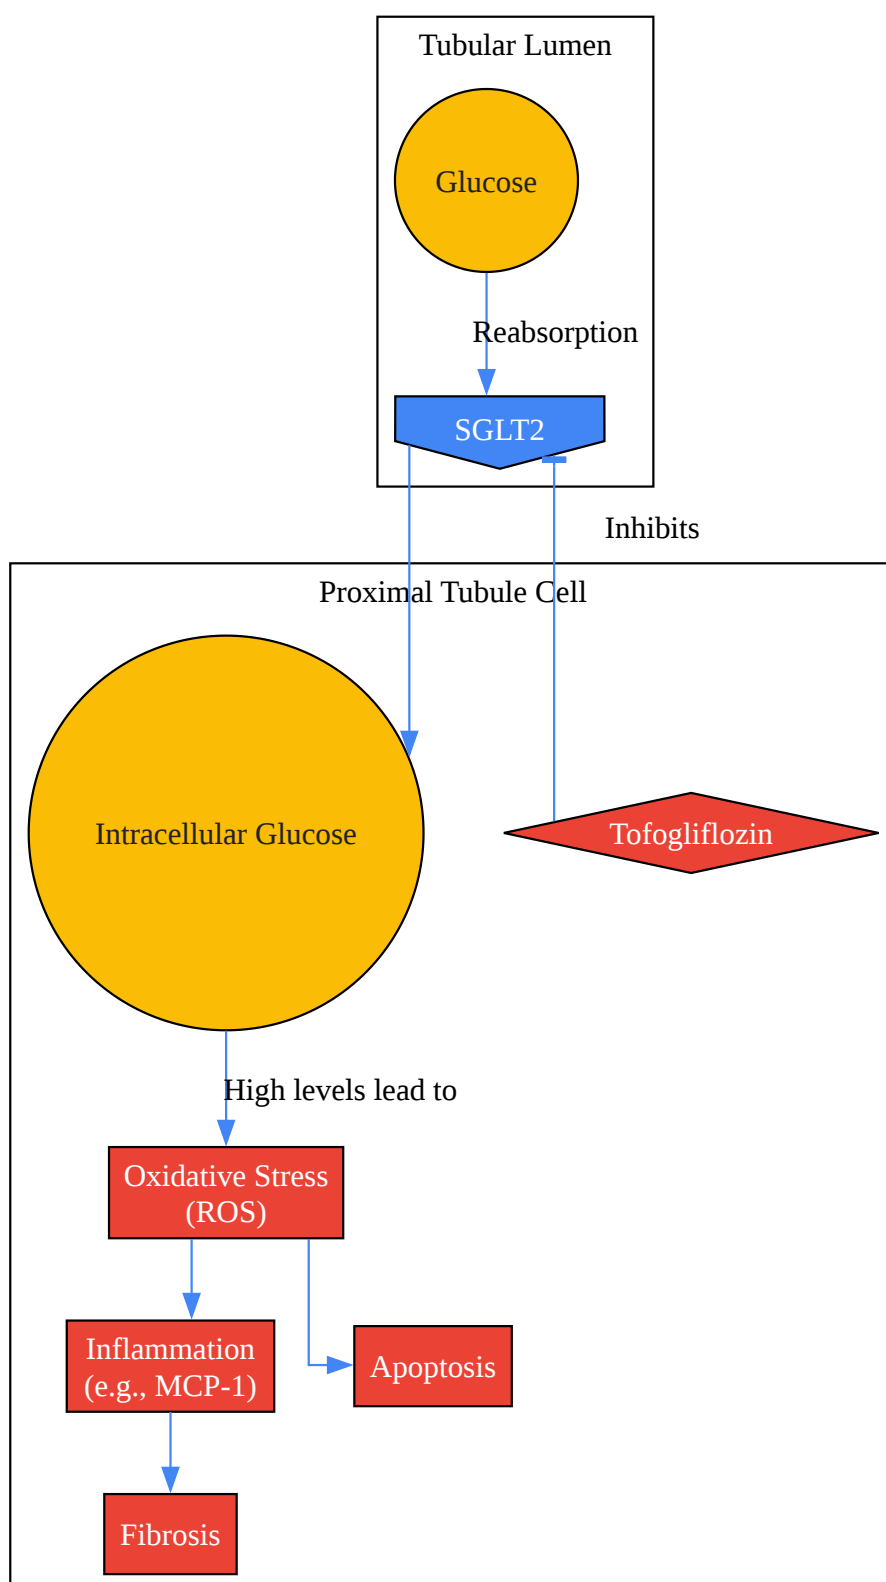 Tubular Lumen
Glucose
Reabsorption
SGLT2
Inhibits
Proximal Tubule Cell
Intracellular Glucose
Tofogliflozin
High levels lead to
Oxidative Stress
(ROS)
Inflammation
(e.g., MCP-1)
Apoptosis
Fibrosis